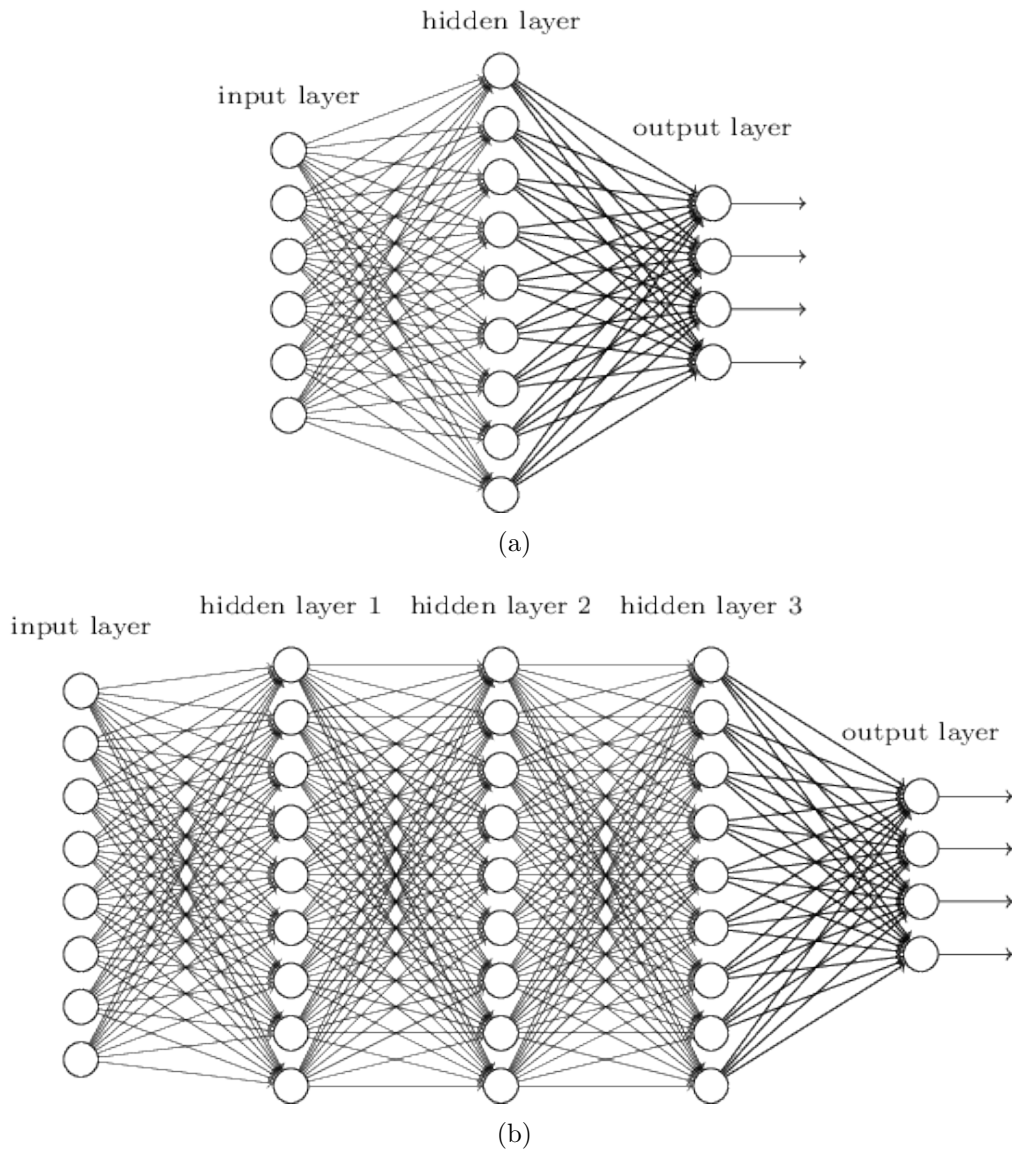 hidden layer
input layer
output layer
(a)
hidden layer 1 hidden layer 2 hidden layer 3
input layer
output layer
(b)